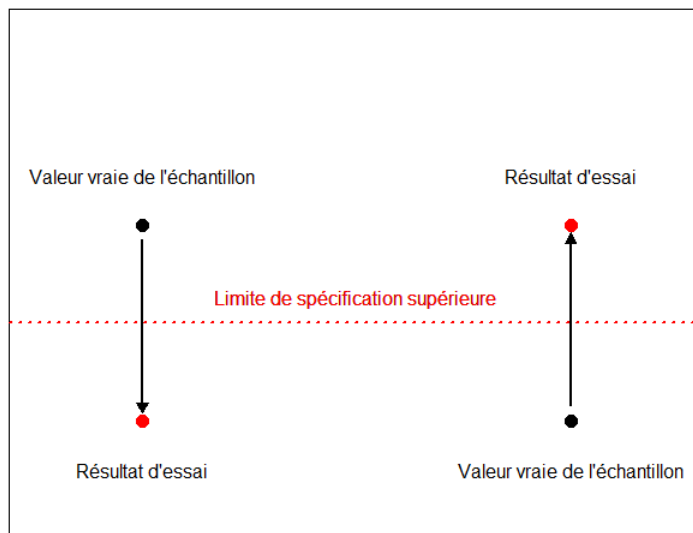 Valeur vraie de l'échantillon
Résultat d'essai
Limite de spécification supérieure
Résultat d'essai
Valeur vraie de l'échantillon